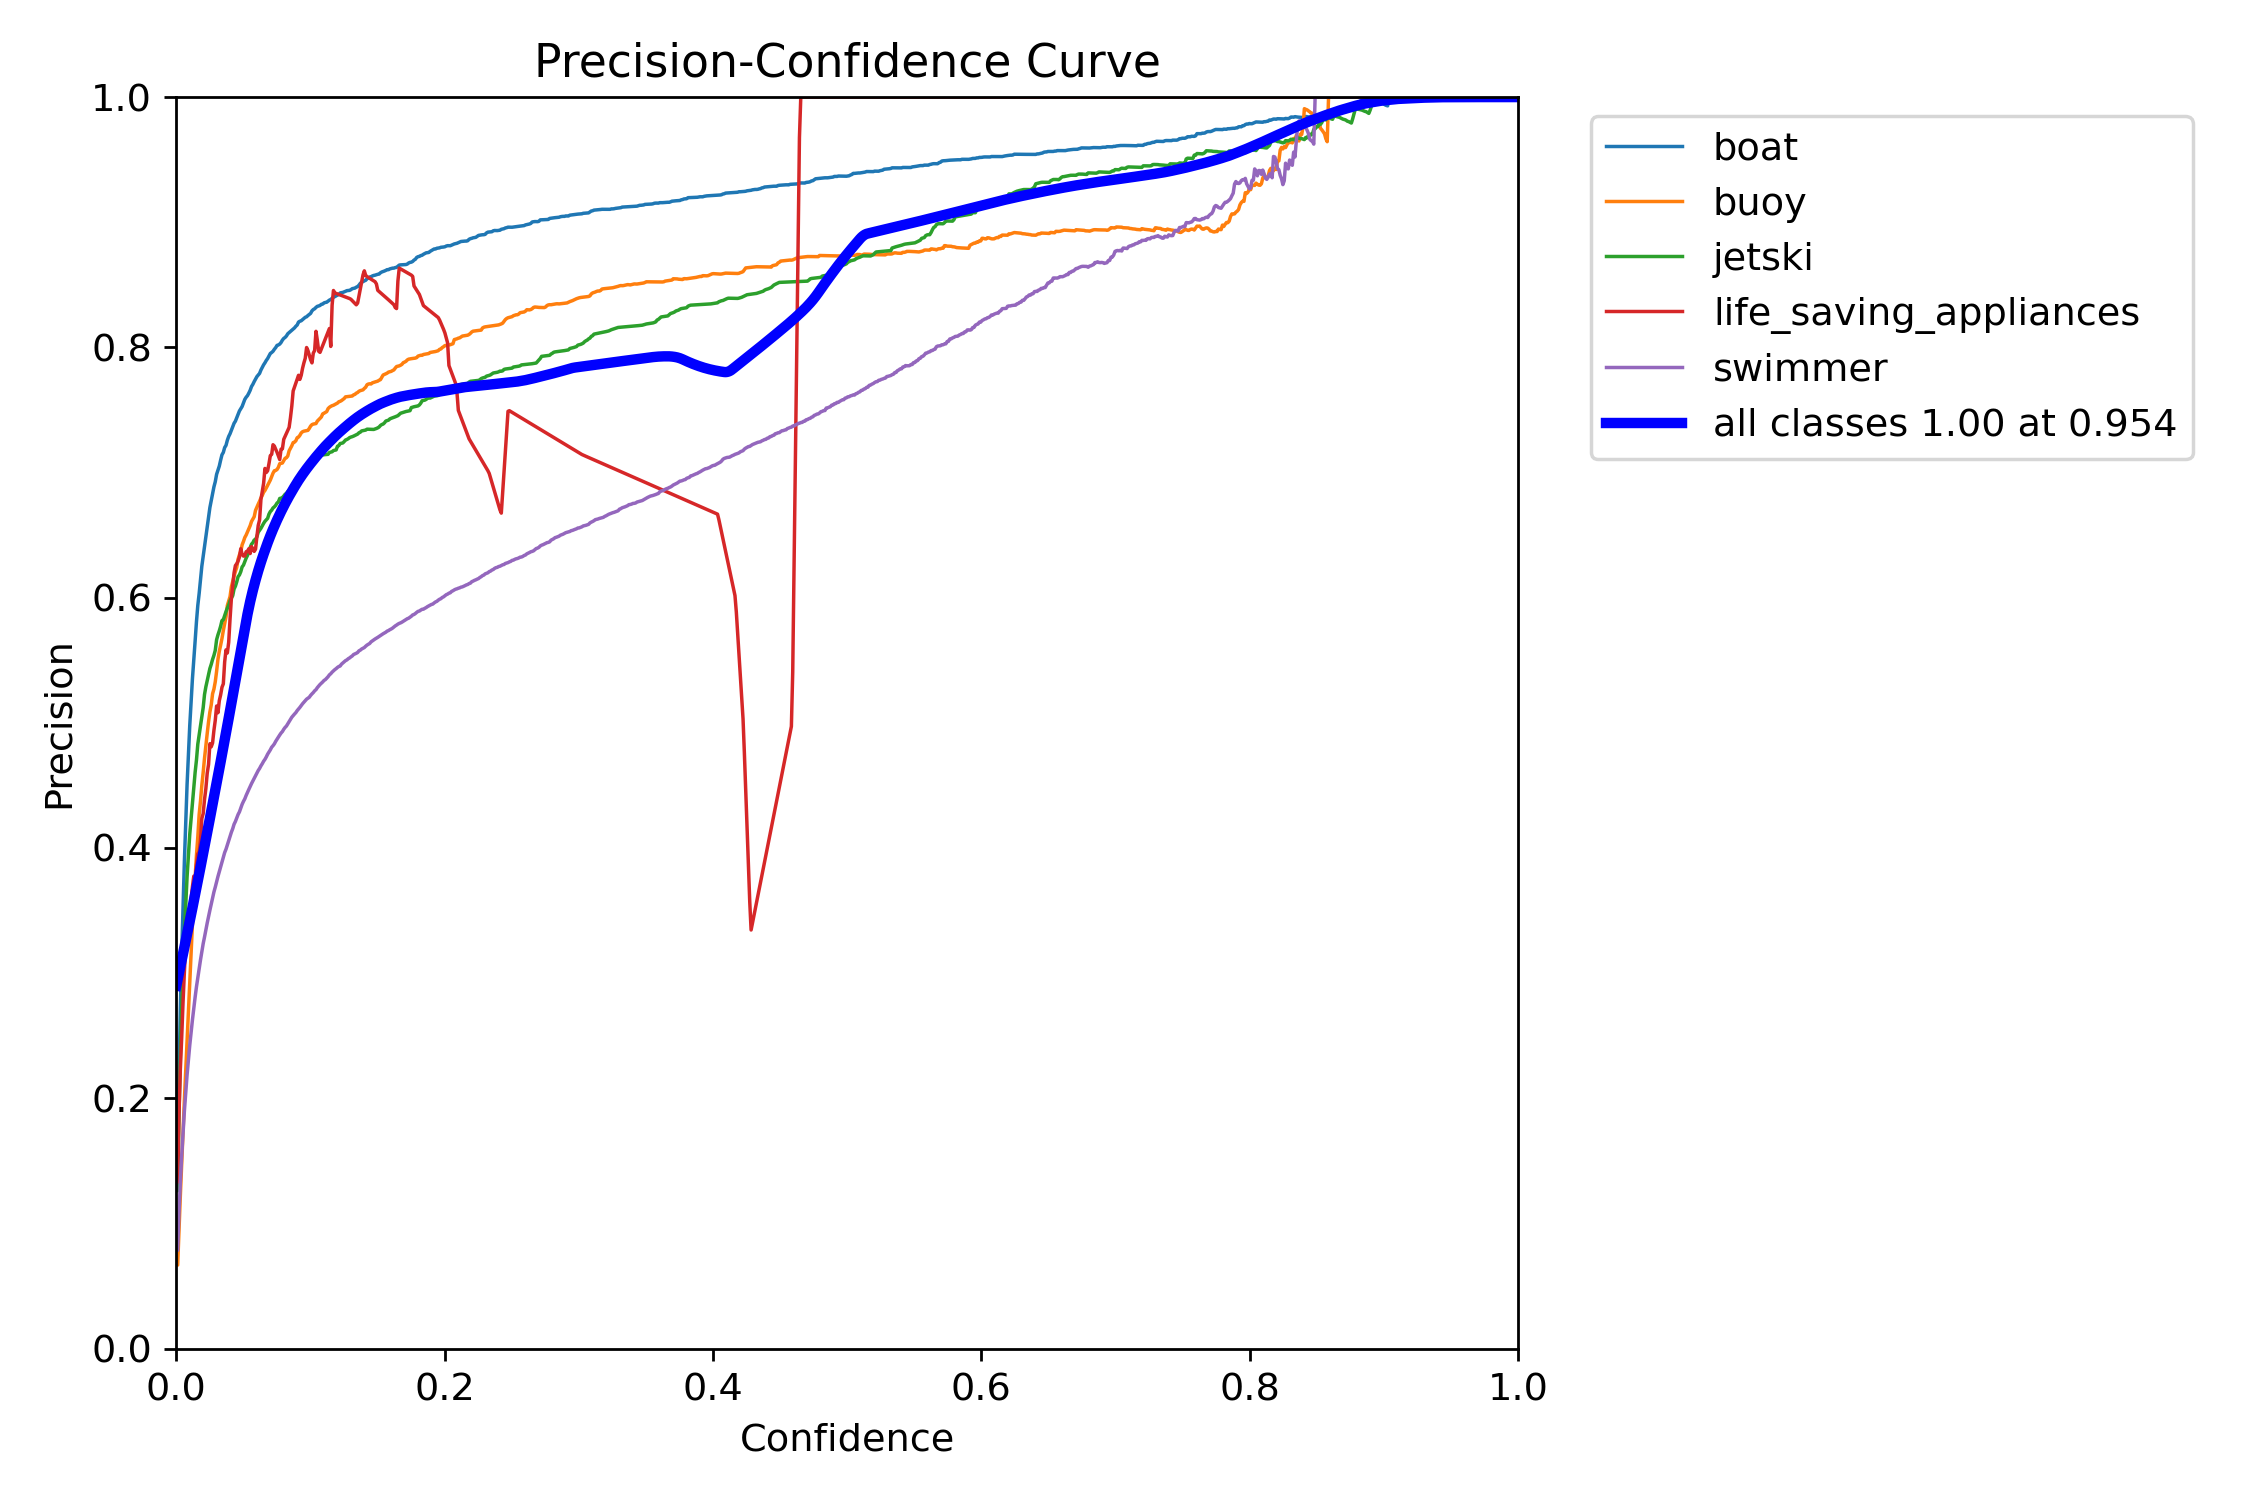 Precision-Confidence Curve
1.0
0.8
0.6
0.4
0.2
0.0
Precision
0.0 0.2 0.4 0.6 0.8 1.0
Confidence
boat
buoy
jetski
life_saving_appliances
swimmer
all classes 1.00 at 0.954